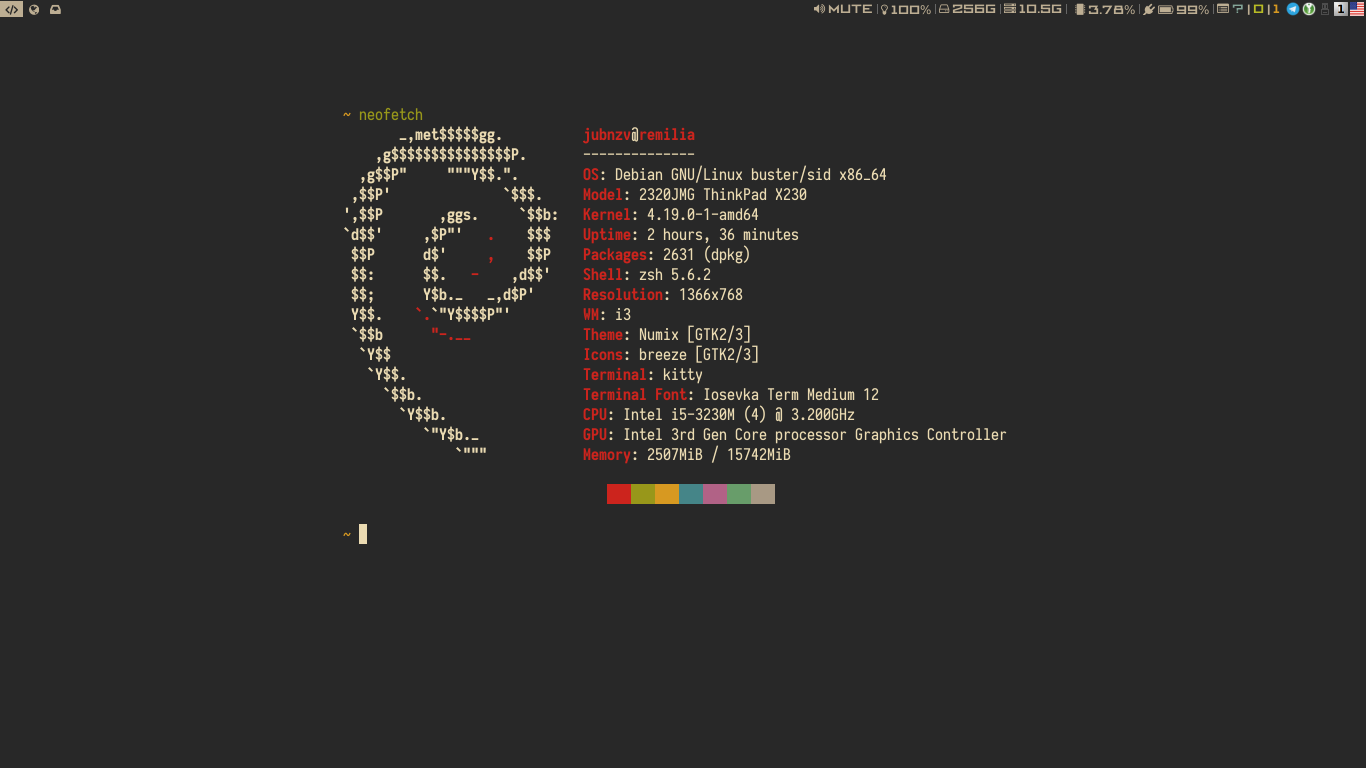 MUTE 100% 256G 10.5G 3.78% 99% ? 1 1
~ neofetch
_,met$$$$$gg. jubnzv@remilia
,g$$$$$$$$$$$$$$$P. --------------
,g$$P" """Y$$.". OS: Debian GNU/Linux buster/sid x86_64
,$$P' `$$$. Model: 2320JMG ThinkPad X230
',$$P ,ggs. `$$b: Kernel: 4.19.0-1-amd64
`d$$' ,$P"' . $$$ Uptime: 2 hours, 36 minutes
$$P d$' , $$P Packages: 2631 (dpkg)
$$: $$. - ,d$$' Shell: zsh 5.6.2
$$; Y$b._ _,d$P' Resolution: 1366x768
Y$$. `.`"Y$$$$P"' WM: i3
`$$b "-.__ Theme: Numix [GTK2/3]
`Y$$ Icons: breeze [GTK2/3]
`Y$$. Terminal: kitty
`$$b. Terminal Font: Iosevka Term Medium 12
`Y$$b. CPU: Intel i5-3230M (4) @ 3.200GHz
`"Y$b._ GPU: Intel 3rd Gen Core processor Graphics Controller
`""" Memory: 2507MiB / 15742MiB
~